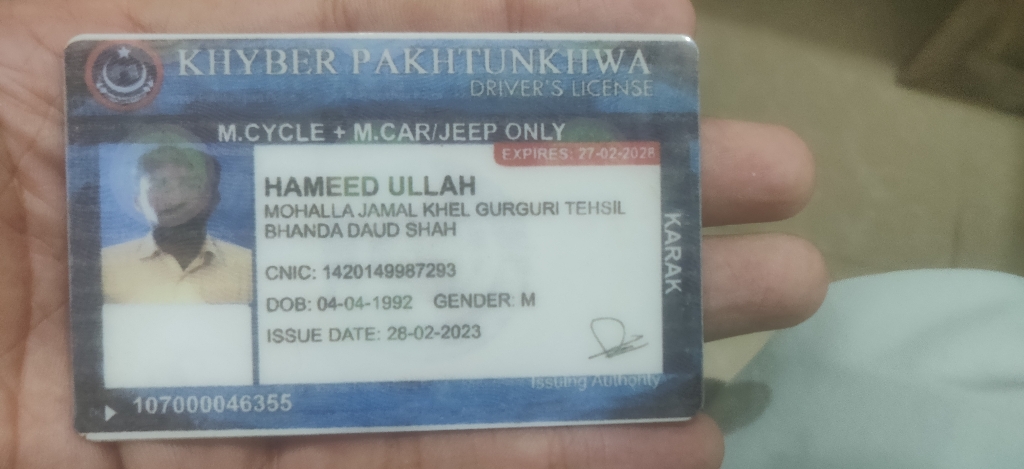 KHYBER PAKHTUNKHWA
DRIVER'S LICENSE
M.CYCLE + M.CAR/JEEP ONLY
EXPIRES: 27-02-2028
HAMEED ULLAH
MOHALLA JAMAL KHEL GURGURI TEHSIL
BHANDA DAUD SHAH
KARAK
CNIC: 1420149987293
DOB: 04-04-1992 GENDER: M
ISSUE DATE: 28-02-2023
Issuing Authority
107000046355